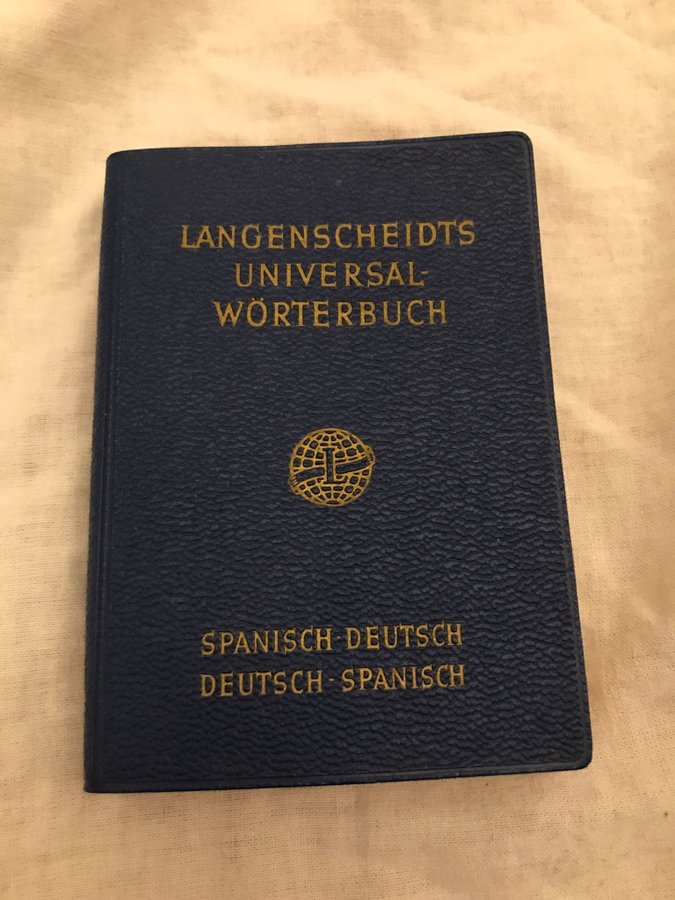 LANGENSCHEIDTS
UNIVERSAL-
WÖRTERBUCH
L
SPANISCH-DEUTSCH
DEUTSCH-SPANISCH